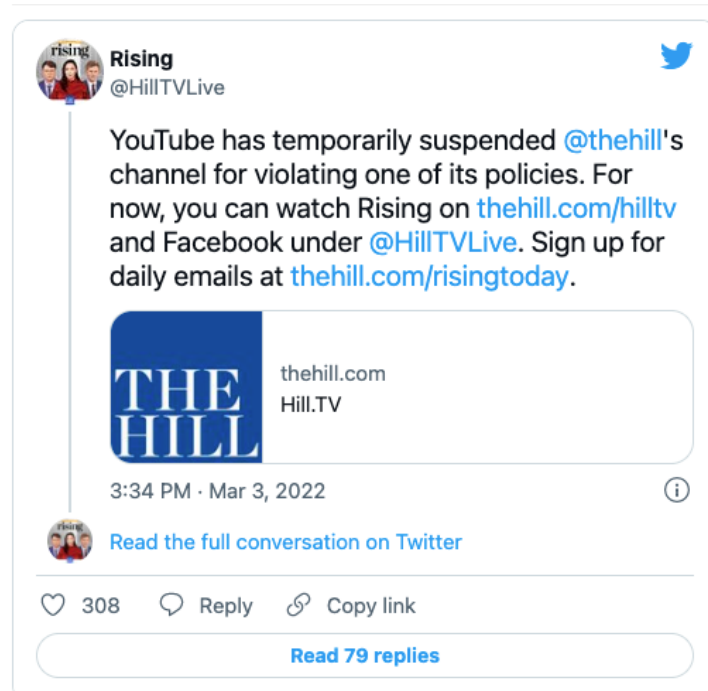 rising
Rising
@HillTVLive
YouTube has temporarily suspended @thehill's
channel for violating one of its policies. For
now, you can watch Rising on thehill.com/hilltv
and Facebook under @HillTVLive. Sign up for
daily emails at thehill.com/risingtoday.
THE
HILL
thehill.com
Hill.TV
3:34 PM · Mar 3, 2022
rising
Read the full conversation on Twitter
308
Reply
Copy link
Read 79 replies